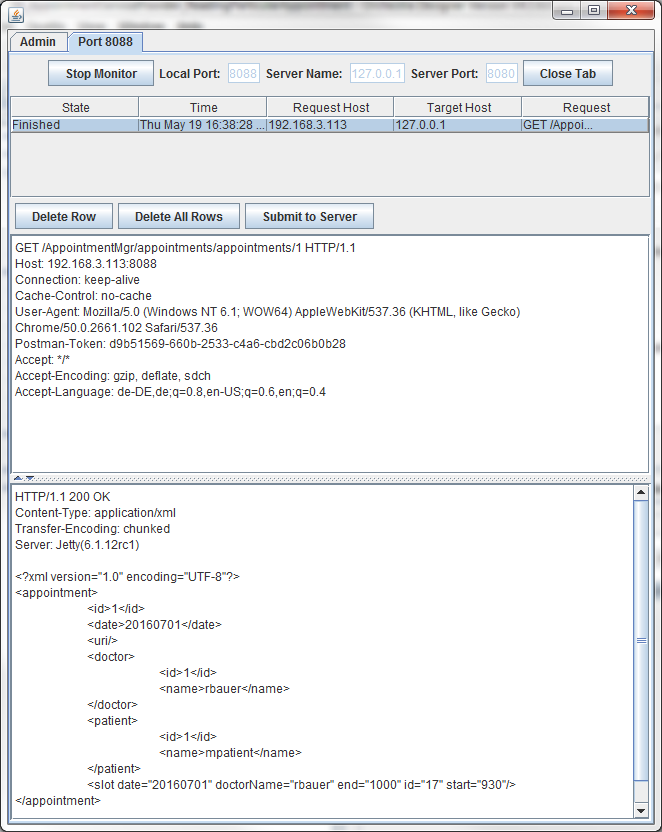 Admin
Port 8088
Stop Monitor Local Port: 8088 Server Name: 127.0.0.1 Server Port: 8080 Close Tab
State Time Request Host Target Host Request
Finished Thu May 19 16:38:28 ... 192.168.3.113 127.0.0.1 GET /Appoi...
Delete Row Delete All Rows Submit to Server
GET /AppointmentMgr/appointments/appointments/1 HTTP/1.1
Host: 192.168.3.113:8088
Connection: keep-alive
Cache-Control: no-cache
User-Agent: Mozilla/5.0 (Windows NT 6.1; WOW64) AppleWebKit/537.36 (KHTML, like Gecko)
Chrome/50.0.2661.102 Safari/537.36
Postman-Token: d9b51569-660b-2533-c4a6-cbd2c06b0b28
Accept: */*
Accept-Encoding: gzip, deflate, sdch
Accept-Language: de-DE,de;q=0.8,en-US;q=0.6,en;q=0.4
HTTP/1.1 200 OK
Content-Type: application/xml
Transfer-Encoding: chunked
Server: Jetty(6.1.12rc1)
<?xml version="1.0" encoding="UTF-8"?>
<appointment>
<id>1</id>
<date>20160701</date>
<uri/>
<doctor>
<id>1</id>
<name>rbauer</name>
</doctor>
<patient>
<id>1</id>
<name>mpatient</name>
</patient>
<slot date="20160701" doctorName="rbauer" end="1000" id="17" start="930"/>
</appointment>